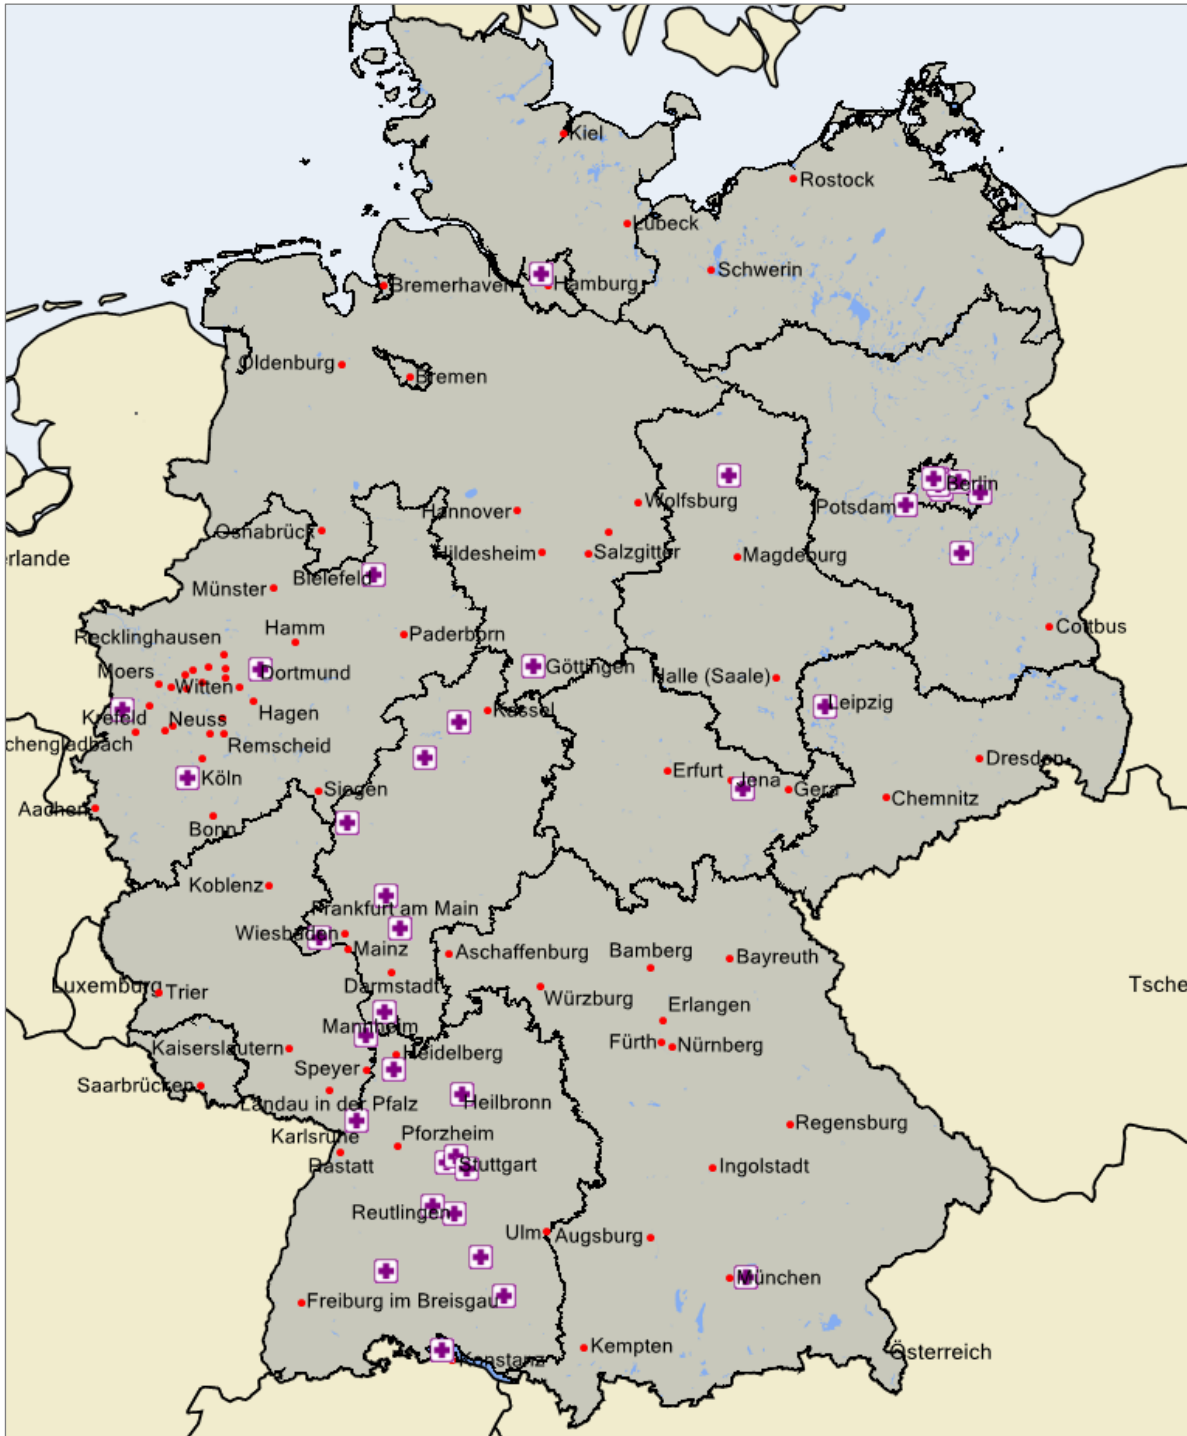 Kiel
Rostock
Lübeck
Schwerin
Bremerhaven
Hamburg
Oldenburg
Bremen
Berlin
Wolfsburg
Potsdam
Hannover
Osnabrück
Hildesheim
Salzgitter
Magdeburg
erlande
Bielefeld
Münster
Cottbus
Hamm
Paderborn
Recklinghausen
Göttingen
Moers
Dortmund
Halle (Saale)
Witten
Leipzig
Krefeld
Neuss
Hagen
Kassel
chengladbach
Remscheid
Dresden
Erfurt
Köln
Jena
Gera
Siegen
Chemnitz
Aachen
Bonn
Koblenz
Frankfurt am Main
Wiesbaden
Mainz
Aschaffenburg
Bamberg
Bayreuth
Luxemburg
Trier
Darmstadt
Tsche
Würzburg
Erlangen
Mannheim
Fürth
Nürnberg
Kaiserslautern
Heidelberg
Speyer
Saarbrücken
Landau in der Pfalz
Heilbronn
Regensburg
Karlsruhe
Pforzheim
Rastatt
Stuttgart
Ingolstadt
Reutlingen
Ulm
Augsburg
München
Freiburg im Breisgau
Kempten
Österreich
Konstanz